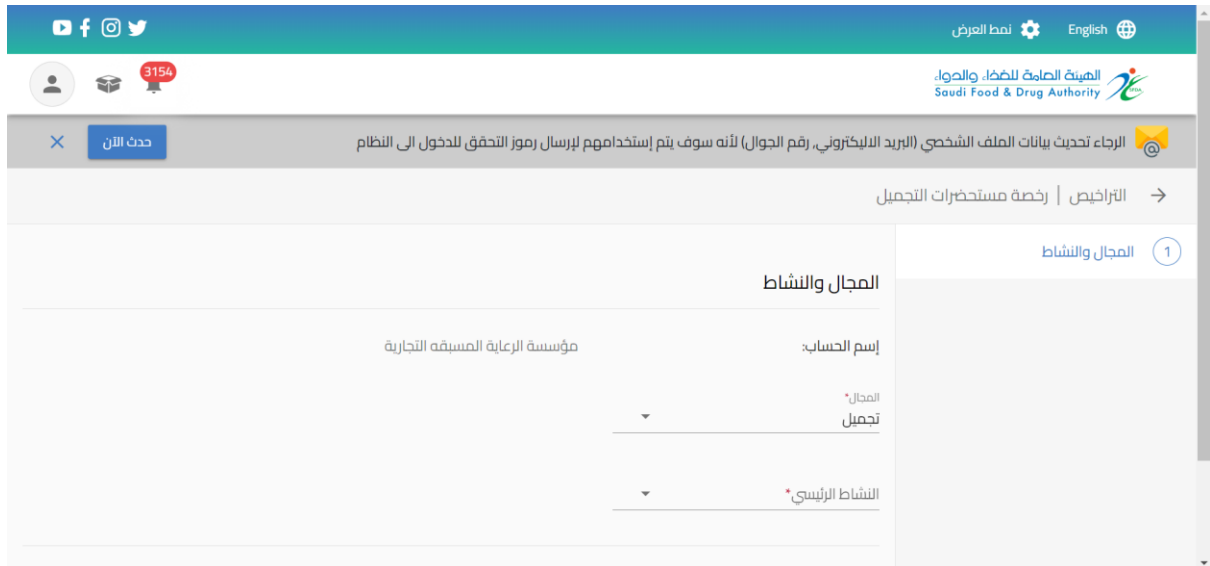 English
نمط العرض
الهيئة العامة للغذاء والدواء
Saudi Food & Drug Authority
3154
الرجاء تحديث بيانات الملف الشخصي (البريد الاليكتروني, رقم الجوال) لأنه سوف يتم إستخدامهم لإرسال رموز التحقق للدخول الى النظام
حدث الآن
التراخيص | رخصة مستحضرات التجميل
1 المجال والنشاط
المجال والنشاط
إسم الحساب: مؤسسة الرعاية المسبقه التجارية
المجال*
تجميل
النشاط الرئيسي*